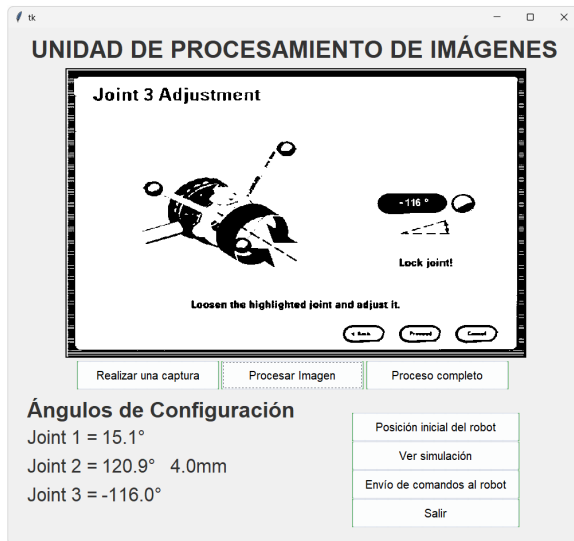 tk
UNIDAD DE PROCESAMIENTO DE IMÁGENES
Joint 3 Adjustment
-116 °
Lock joint!
Loosen the highlighted joint and adjust it.
< Back Proceed Cancel
Realizar una captura Procesar Imagen Proceso completo
Ángulos de Configuración
Joint 1 = 15.1°
Joint 2 = 120.9° 4.0mm
Joint 3 = -116.0°
Posición inicial del robot
Ver simulación
Envío de comandos al robot
Salir